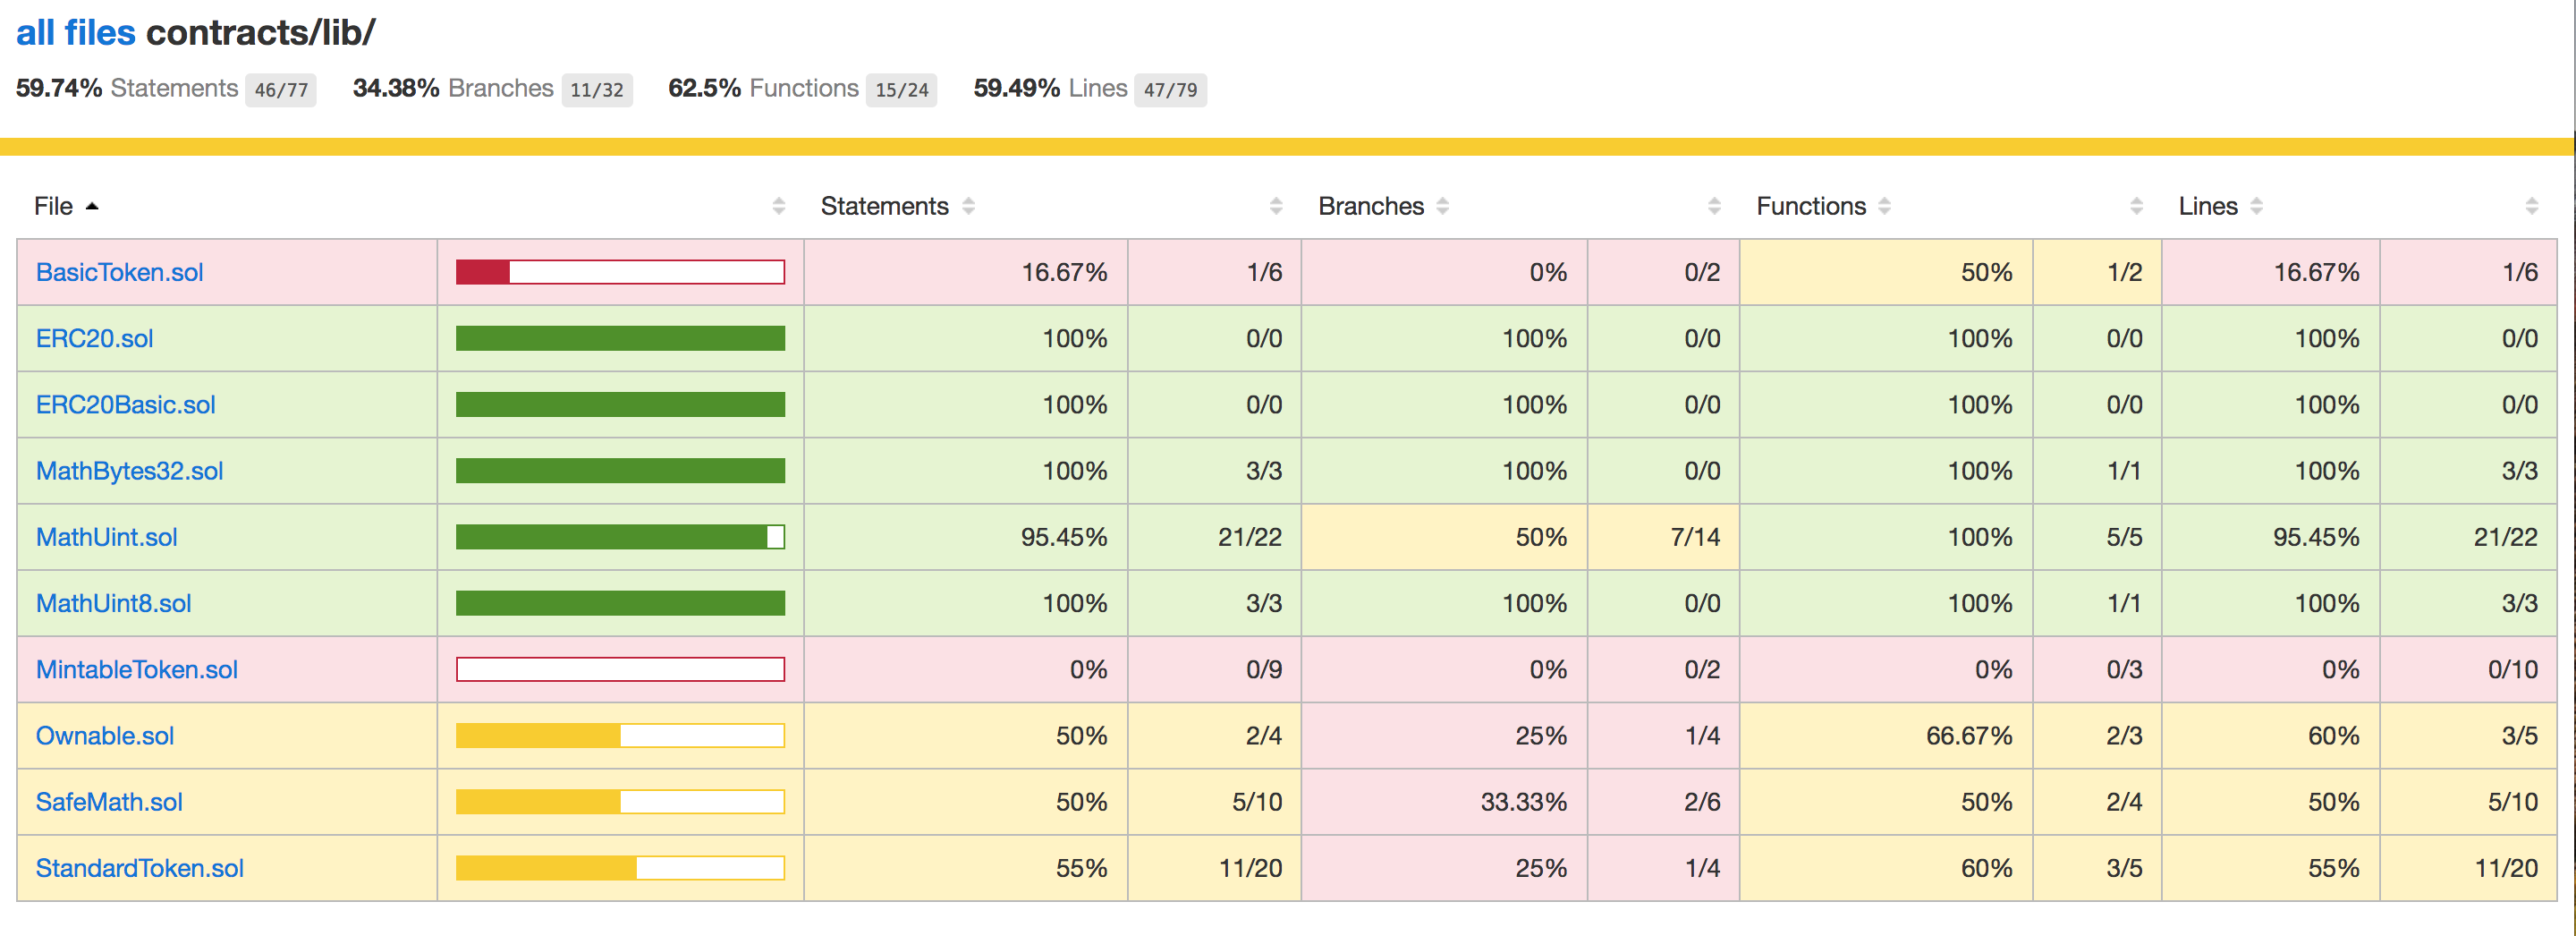 all files contracts/lib/
59.74% Statements 46/77 34.38% Branches 11/32 62.5% Functions 15/24 59.49% Lines 47/79
File Statements Branches Functions Lines
BasicToken.sol 16.67% 1/6 0% 0/2 50% 1/2 16.67% 1/6
ERC20.sol 100% 0/0 100% 0/0 100% 0/0 100% 0/0
ERC20Basic.sol 100% 0/0 100% 0/0 100% 0/0 100% 0/0
MathBytes32.sol 100% 3/3 100% 0/0 100% 1/1 100% 3/3
MathUint.sol 95.45% 21/22 50% 7/14 100% 5/5 95.45% 21/22
MathUint8.sol 100% 3/3 100% 0/0 100% 1/1 100% 3/3
MintableToken.sol 0% 0/9 0% 0/2 0% 0/3 0% 0/10
Ownable.sol 50% 2/4 25% 1/4 66.67% 2/3 60% 3/5
SafeMath.sol 50% 5/10 33.33% 2/6 50% 2/4 50% 5/10
StandardToken.sol 55% 11/20 25% 1/4 60% 3/5 55% 11/20